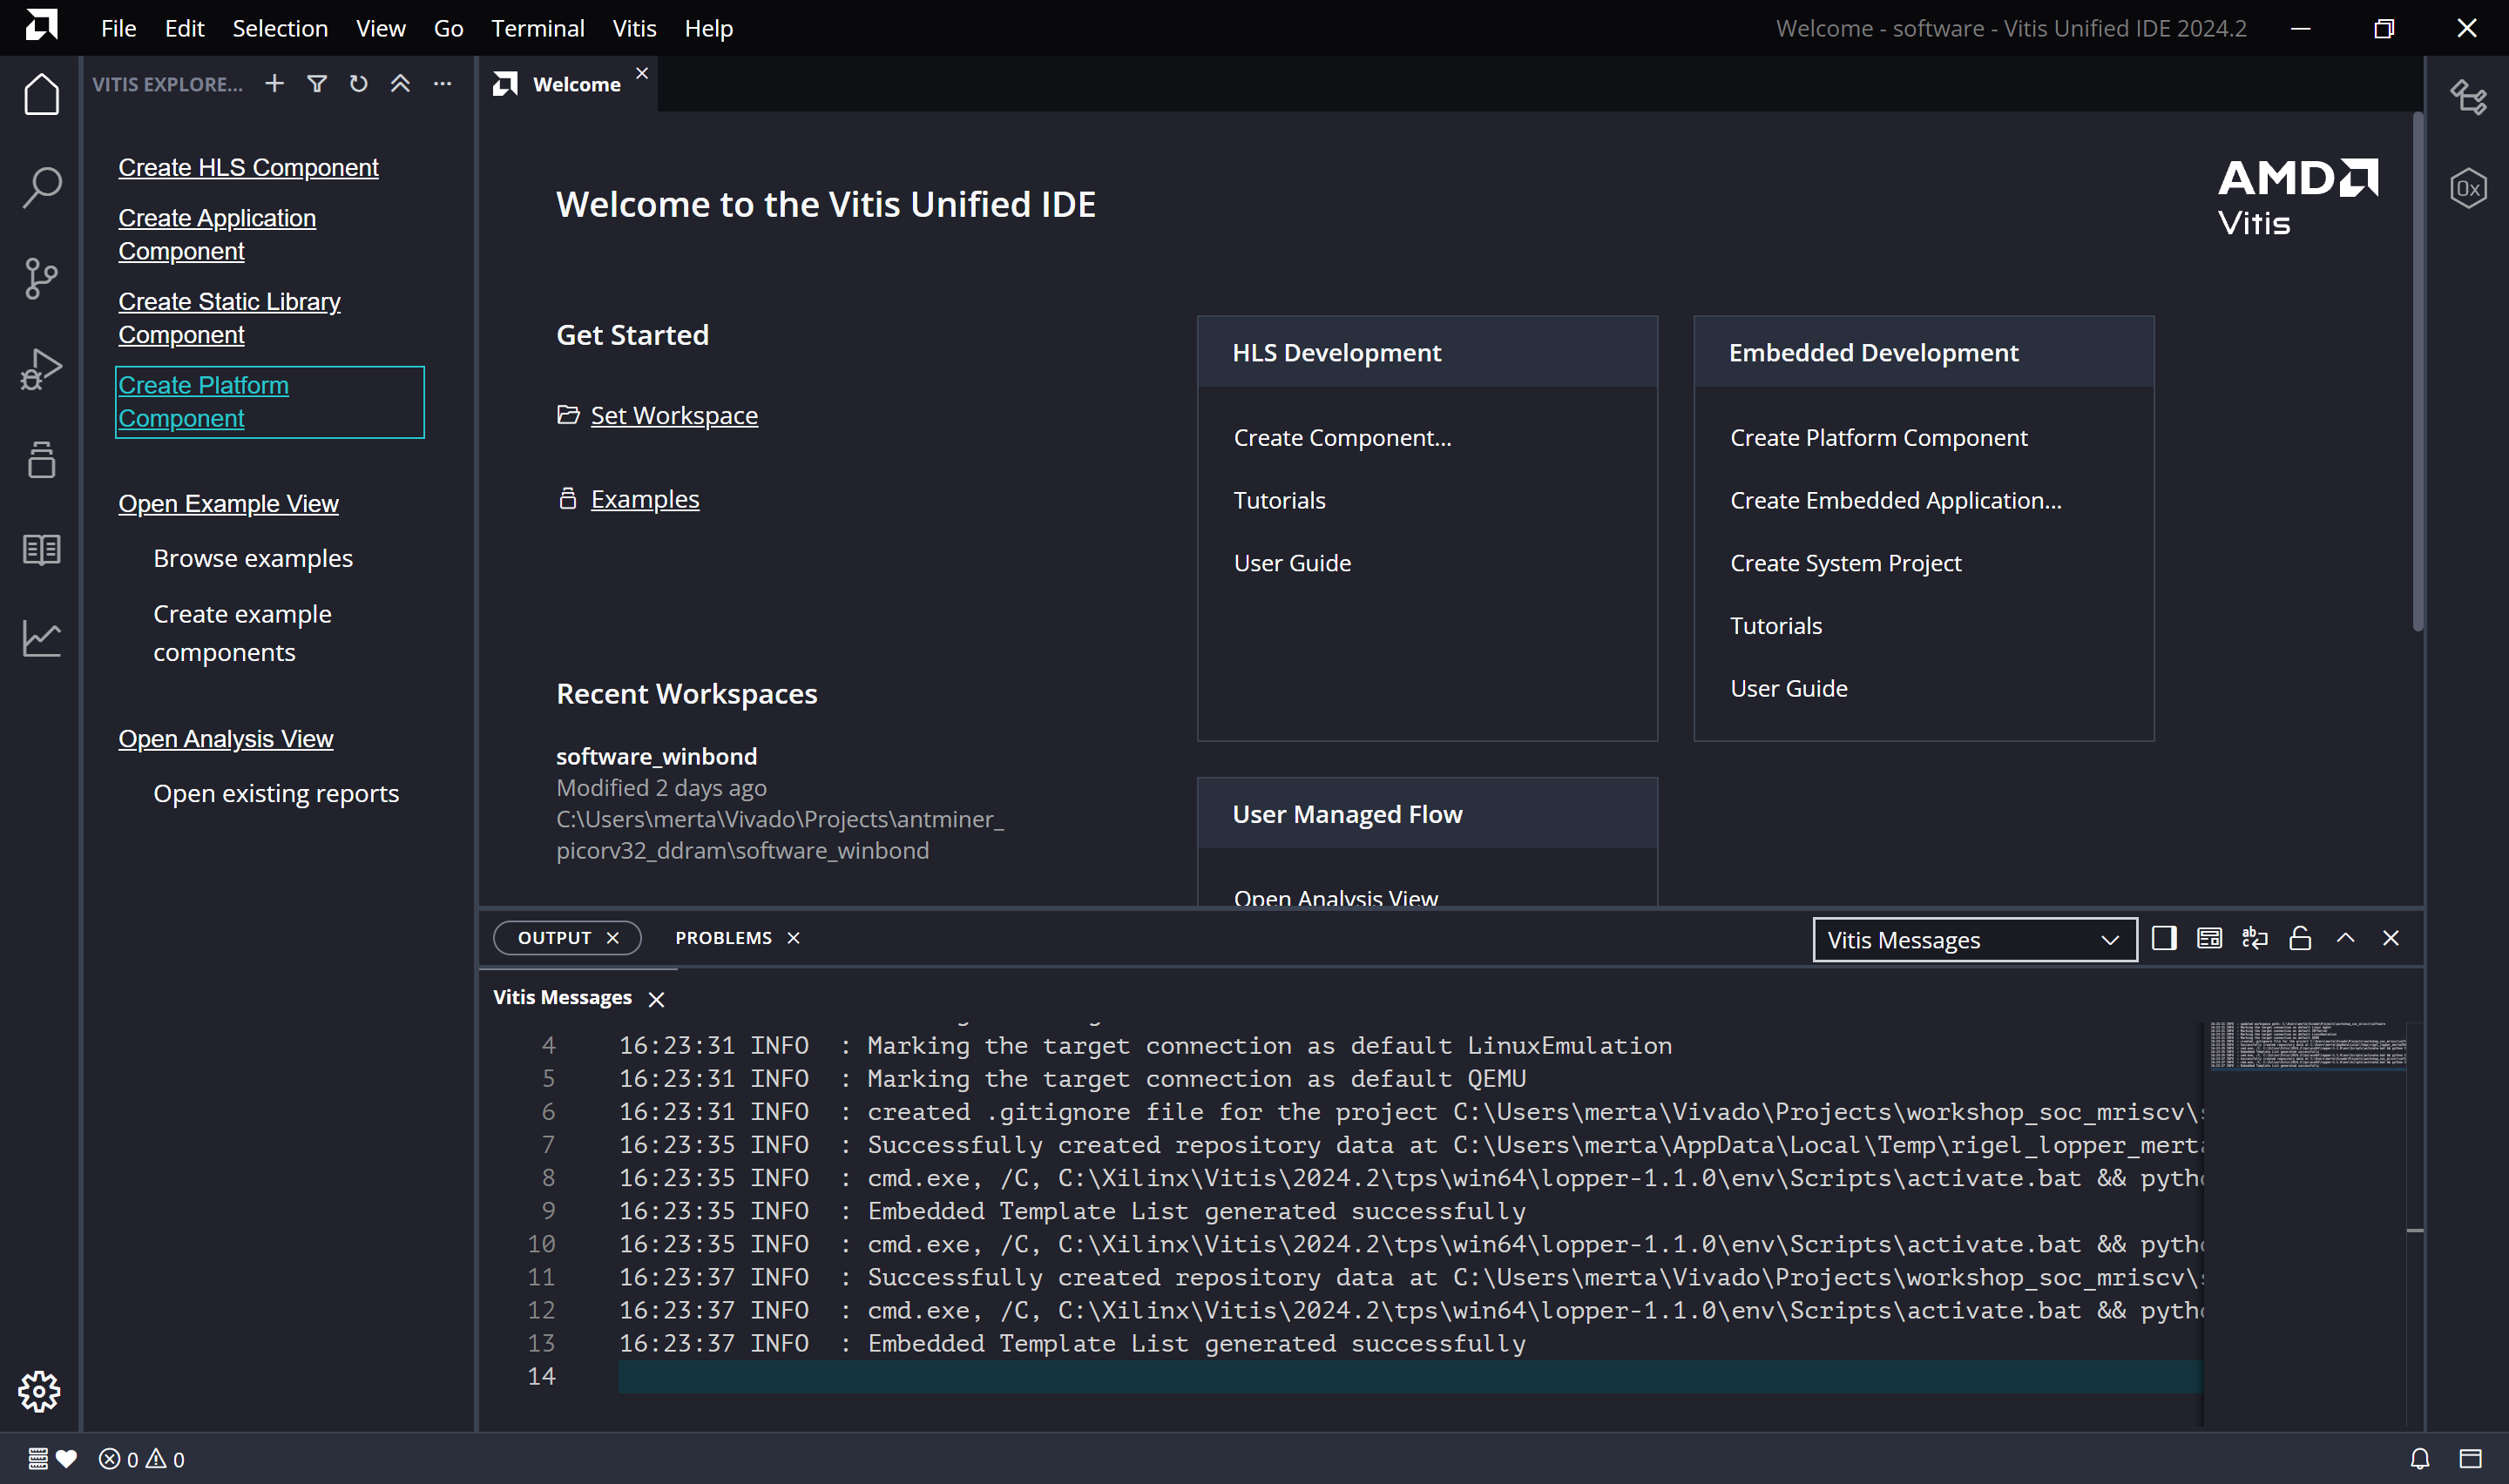 File Edit Selection View Go Terminal Vitis Help
Welcome - software - Vitis Unified IDE 2024.2
VITIS EXPLORE...
Create HLS Component
Create Application
Component
Create Static Library
Component
Create Platform
Component
Open Example View
Browse examples
Create example
components
Open Analysis View
Open existing reports
Welcome
Welcome to the Vitis Unified IDE
AMD
Vitis
0x
Get Started
Set Workspace
Examples
Recent Workspaces
software_winbond
Modified 2 days ago
C:\Users\merta\Vivado\Projects\antminer_
picorv32_ddram\software_winbond
HLS Development
Create Component...
Tutorials
User Guide
Embedded Development
Create Platform Component
Create Embedded Application...
Create System Project
Tutorials
User Guide
User Managed Flow
Open Analysis View
OUTPUT
PROBLEMS
Vitis Messages
Vitis Messages
4 16:23:31 INFO : Marking the target connection as default LinuxEmulation
5 16:23:31 INFO : Marking the target connection as default QEMU
6 16:23:31 INFO : created .gitignore file for the project C:\Users\merta\Vivado\Projects\workshop_soc_mriscv\
7 16:23:35 INFO : Successfully created repository data at C:\Users\merta\AppData\Local\Temp\rigel_lopper_merta
8 16:23:35 INFO : cmd.exe, /C, C:\Xilinx\Vitis\2024.2\tps\win64\lopper-1.1.0\env\Scripts\activate.bat && pytho
9 16:23:35 INFO : Embedded Template List generated successfully
10 16:23:35 INFO : cmd.exe, /C, C:\Xilinx\Vitis\2024.2\tps\win64\lopper-1.1.0\env\Scripts\activate.bat && pytho
11 16:23:37 INFO : Successfully created repository data at C:\Users\merta\Vivado\Projects\workshop_soc_mriscv\
12 16:23:37 INFO : cmd.exe, /C, C:\Xilinx\Vitis\2024.2\tps\win64\lopper-1.1.0\env\Scripts\activate.bat && pytho
13 16:23:37 INFO : Embedded Template List generated successfully
14
0 0